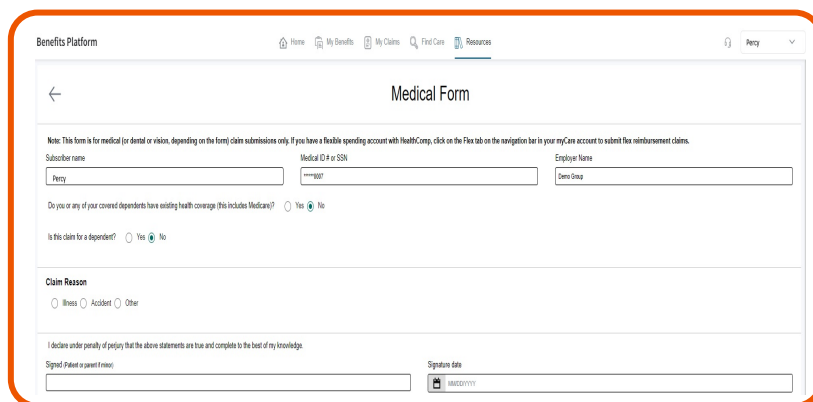 Benefits Platform
Home My Benefits My Claims Find Care Resources
Percy
Medical Form
Note: This form is for medical (or dental or vision, depending on the form) claim submissions only. If you have a flexible spending account with HealthComp, click on the Flex tab on the navigation bar in your myCare account to submit flex reimbursement claims.
Subscriber name Medical ID # or SSN Employer Name
Percy *****0007 Demo Group
Do you or any of your covered dependents have existing health coverage (this includes Medicare)? Yes No
Is this claim for a dependent? Yes No
Claim Reason
Illness Accident Other
I declare under penalty of perjury that the above statements are true and complete to the best of my knowledge.
Signed (Patient or parent if minor) Signature date
MM/DD/YYYY